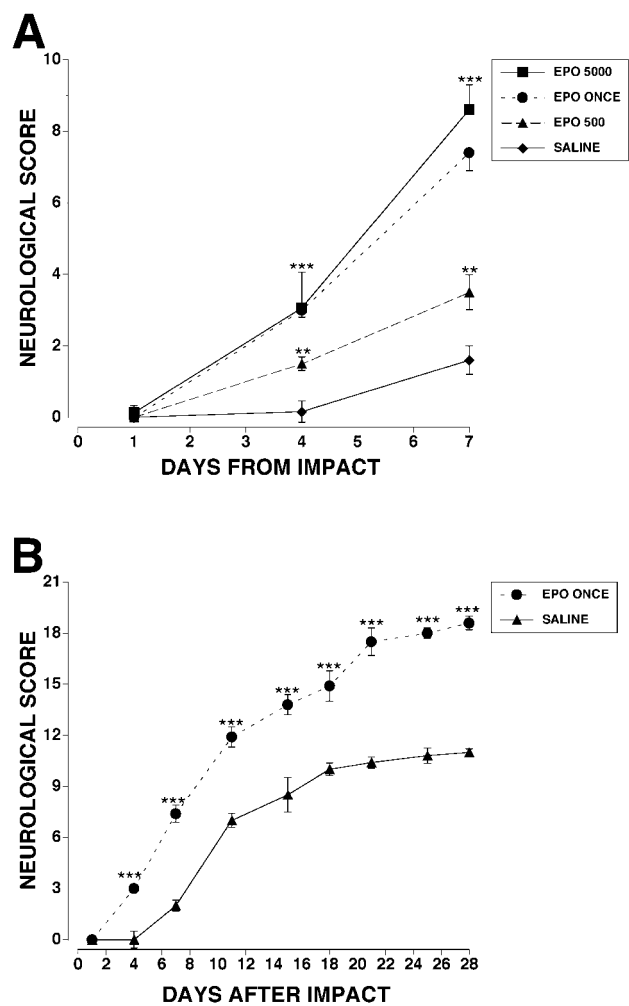 A
10
8
6
4
2
0
NEUROLOGICAL SCORE
***
***
**
**
EPO 5000
EPO ONCE
EPO 500
SALINE
0 1 2 3 4 5 6 7
DAYS FROM IMPACT
B
21
18
15
12
9
6
3
0
NEUROLOGICAL SCORE
***
***
***
***
***
***
***
***
***
EPO ONCE
SALINE
0 2 4 6 8 10 12 14 16 18 20 22 24 26 28
DAYS AFTER IMPACT